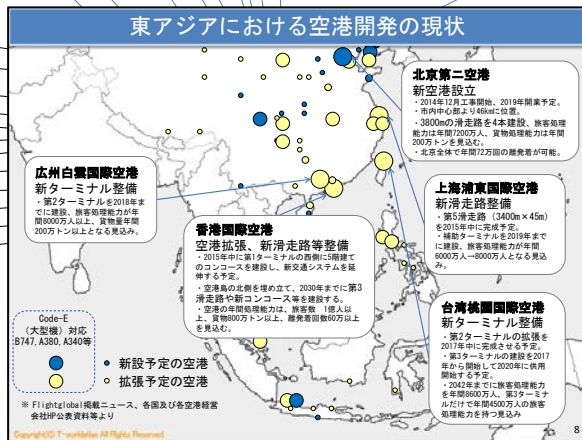 東アジアにおける空港開発の現状
北京第二空港
新空港設立
・2014年12月工事開始、2019年開業予定。
・市内中心部より46kmに位置。
・3800mの滑走路を4本建設、旅客処理
能力は年間7200万人、貨物処理能力は年間
200万トンを見込む。
・北京全体で年間72万回の離発着が可能。
広州白雲国際空港
新ターミナル整備
・第2ターミナルを2018年ま
でに建設、旅客処理能力が年
間8000万人以上、貨物量年間
200万トン以上となる見込み。
上海浦東国際空港
新滑走路整備
・第5滑走路(3400m×45m)
を2015年中に完成予定。
・補助ターミナルを2019年まで
に建設、旅客処理能力が年間
6000万人→8000万人となる見込
み。
香港国際空港
空港拡張、新滑走路等整備
・2015年中に第1ターミナルの西側に5階建て
のコンコースを建設し、新交通システムを延
伸する予定。
・空港島の北側を埋め立て、2030年までに第3
滑走路や新コンコース等を建設する。
・空港の年間処理能力は、旅客数 1億人以
上、貨物800万トン以上、離発着回数60万以上
を見込む。
台湾桃園国際空港
新ターミナル整備
・第2ターミナルの拡張を
2017年中に完成させる予定。
・第3ターミナルの建設を2017
年から開始して2020年に供用
開始する予定。
・2042年までに旅客処理能力
を年間8600万人、第3ターミナ
ルだけで年間4500万人の旅客
処理能力を持つ見込み
Code-E
(大型機)対応
B747, A380, A340等
新設予定の空港
拡張予定の空港
※ Flightglobal掲載ニュース、各国及び各空港経営
会社HP公表資料等より
Copyright(C) T-worldatlas All Rights Reserved
8